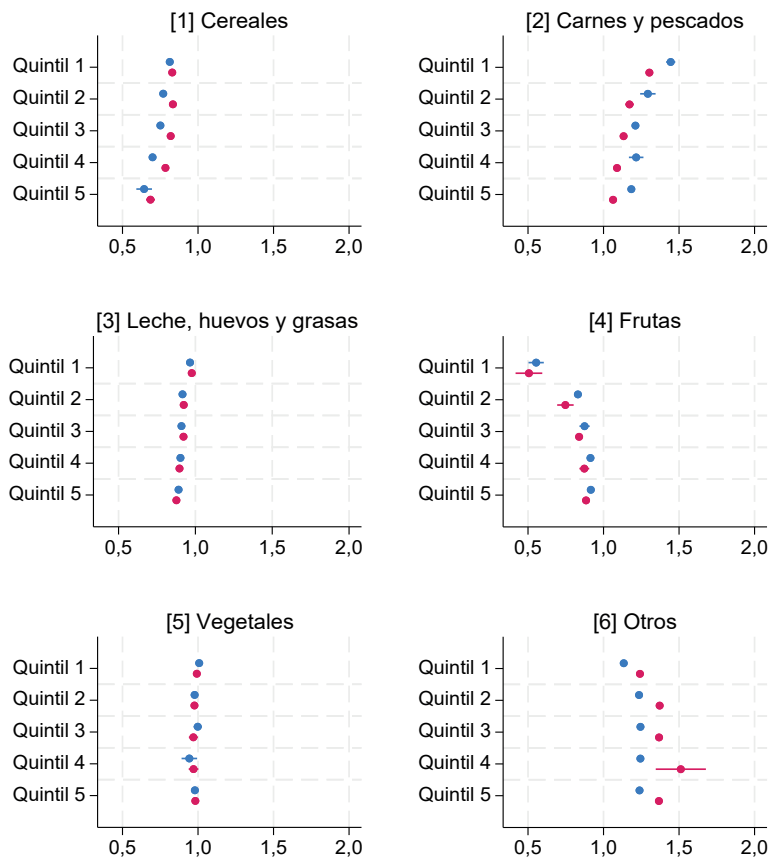 [1] Cereales
Quintil 1
Quintil 2
Quintil 3
Quintil 4
Quintil 5
0,5 1,0 1,5 2,0
[2] Carnes y pescados
Quintil 1
Quintil 2
Quintil 3
Quintil 4
Quintil 5
0,5 1,0 1,5 2,0
[3] Leche, huevos y grasas
Quintil 1
Quintil 2
Quintil 3
Quintil 4
Quintil 5
0,5 1,0 1,5 2,0
[4] Frutas
Quintil 1
Quintil 2
Quintil 3
Quintil 4
Quintil 5
0,5 1,0 1,5 2,0
[5] Vegetales
Quintil 1
Quintil 2
Quintil 3
Quintil 4
Quintil 5
0,5 1,0 1,5 2,0
[6] Otros
Quintil 1
Quintil 2
Quintil 3
Quintil 4
Quintil 5
0,5 1,0 1,5 2,0